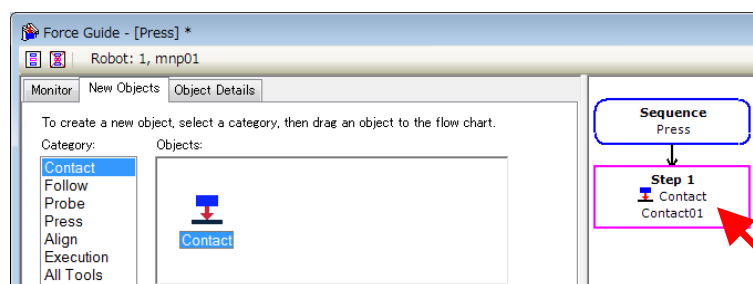 Force Guide - [Press] *
Robot: 1, mnp01
Monitor New Objects Object Details
To create a new object, select a category, then drag an object to the flow chart.
Category: Objects:
Contact
Follow
Probe
Press
Align
Execution
All Tools
Contact
Sequence
Press
Step 1
Contact
Contact01